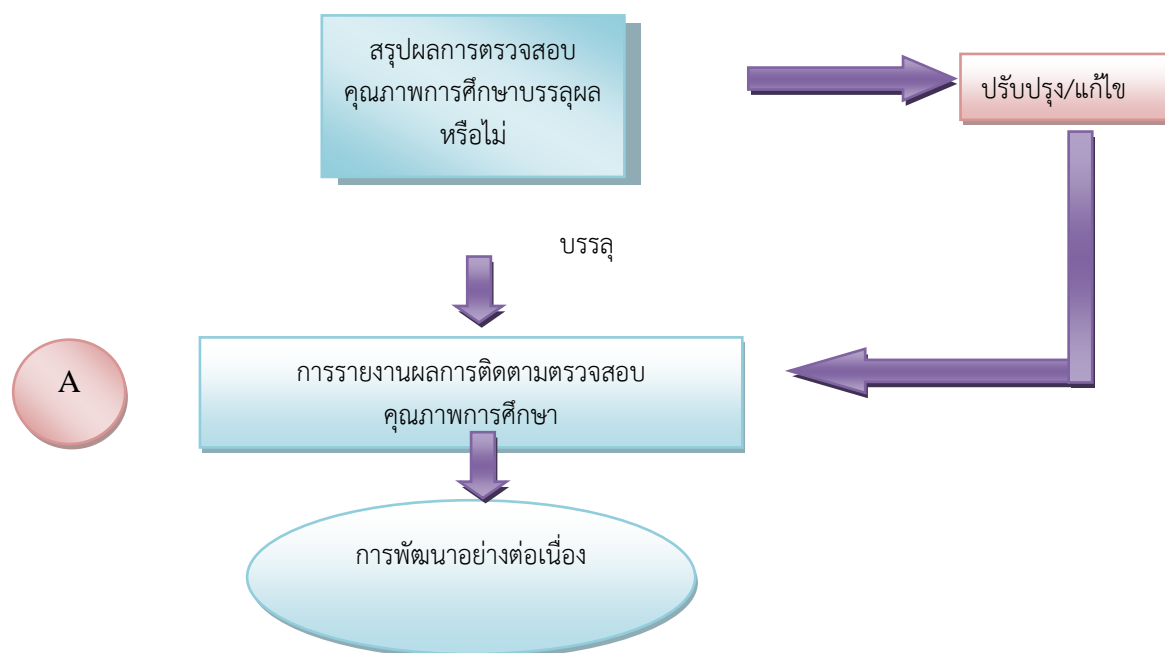 สรุปผลการตรวจสอบ
คุณภาพการศึกษาบรรลุผล
หรือไม่
ปรับปรุง/แก้ไข
บรรลุ
A
การรายงานผลการติดตามตรวจสอบ
คุณภาพการศึกษา
การพัฒนาอย่างต่อเนื่อง